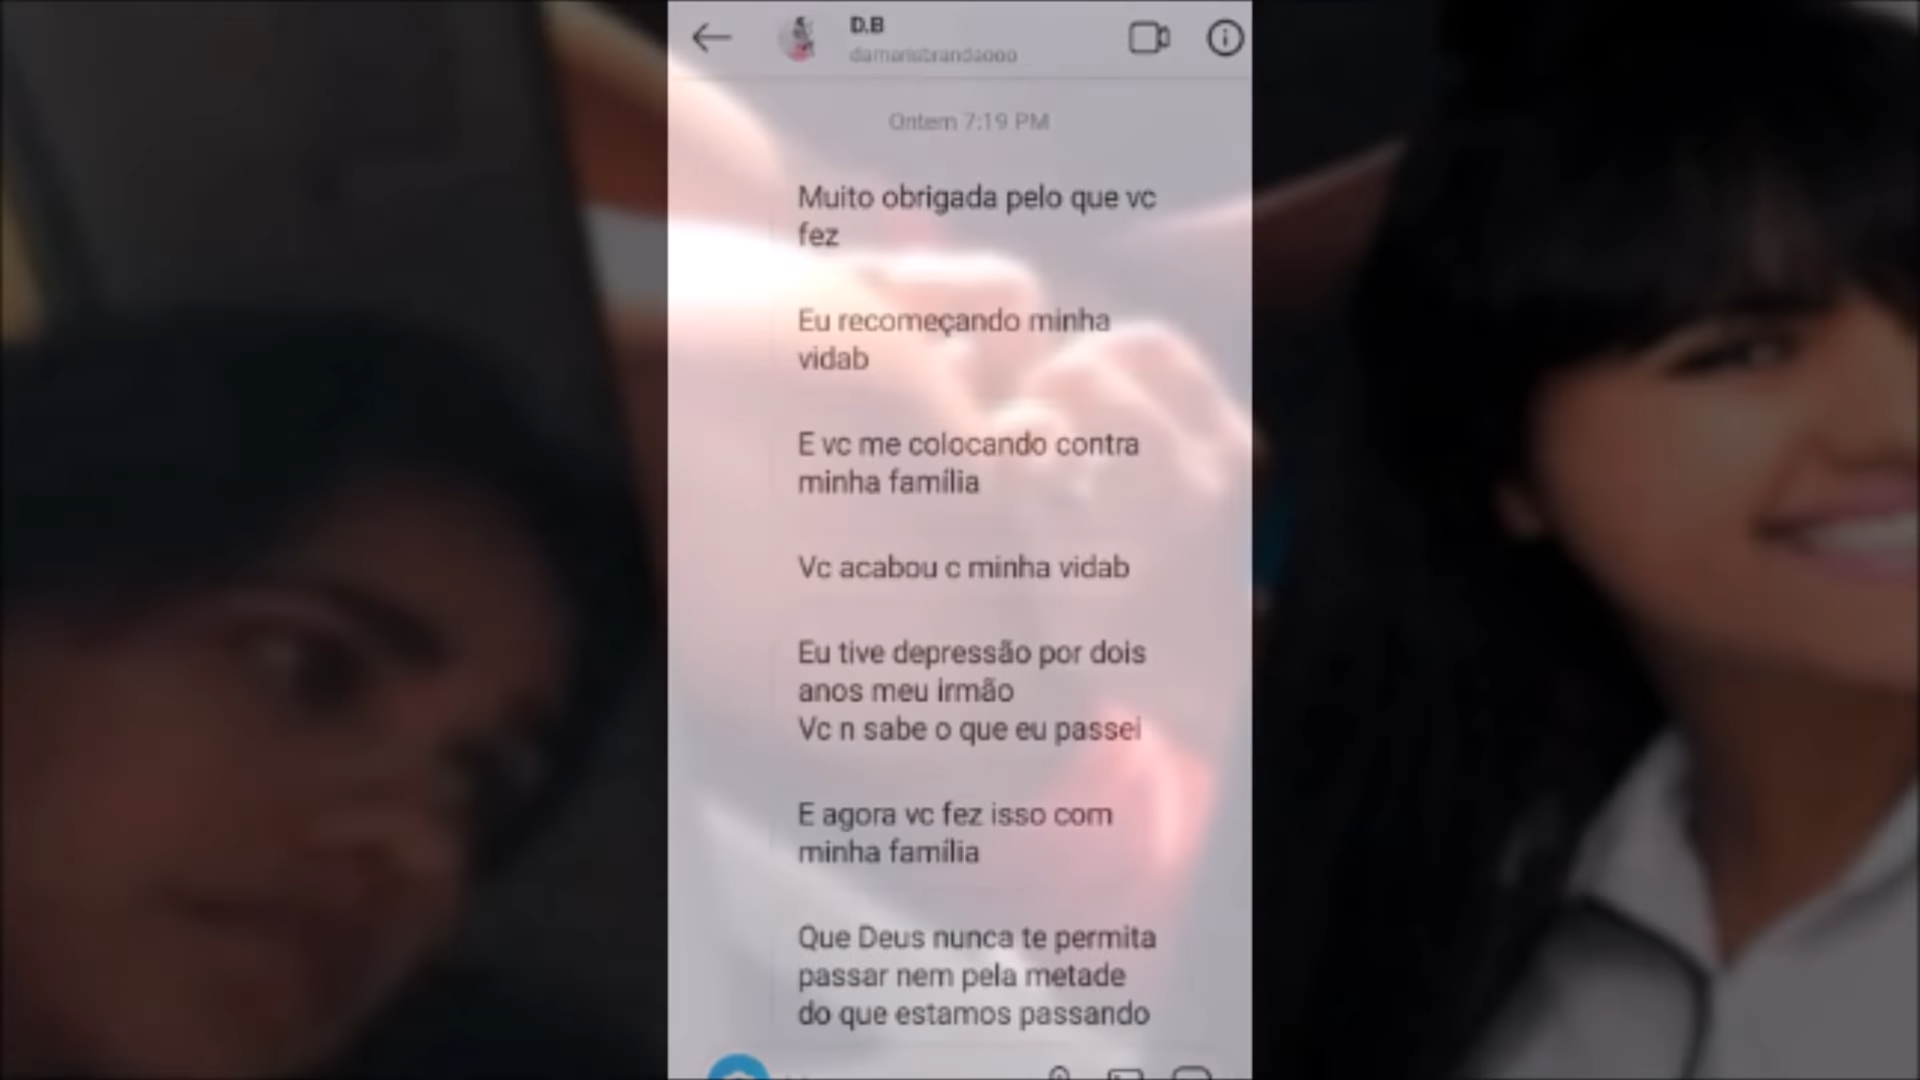 D.B
damarisbrandaooo
Ontem 7:19 PM
Muito obrigada pelo que vc
fez
Eu recomeçando minha
vidab
E vc me colocando contra
minha família
Vc acabou c minha vidab
Eu tive depressão por dois
anos meu irmão
Vc n sabe o que eu passei
E agora vc fez isso com
minha família
Que Deus nunca te permita
passar nem pela metade
do que estamos passando